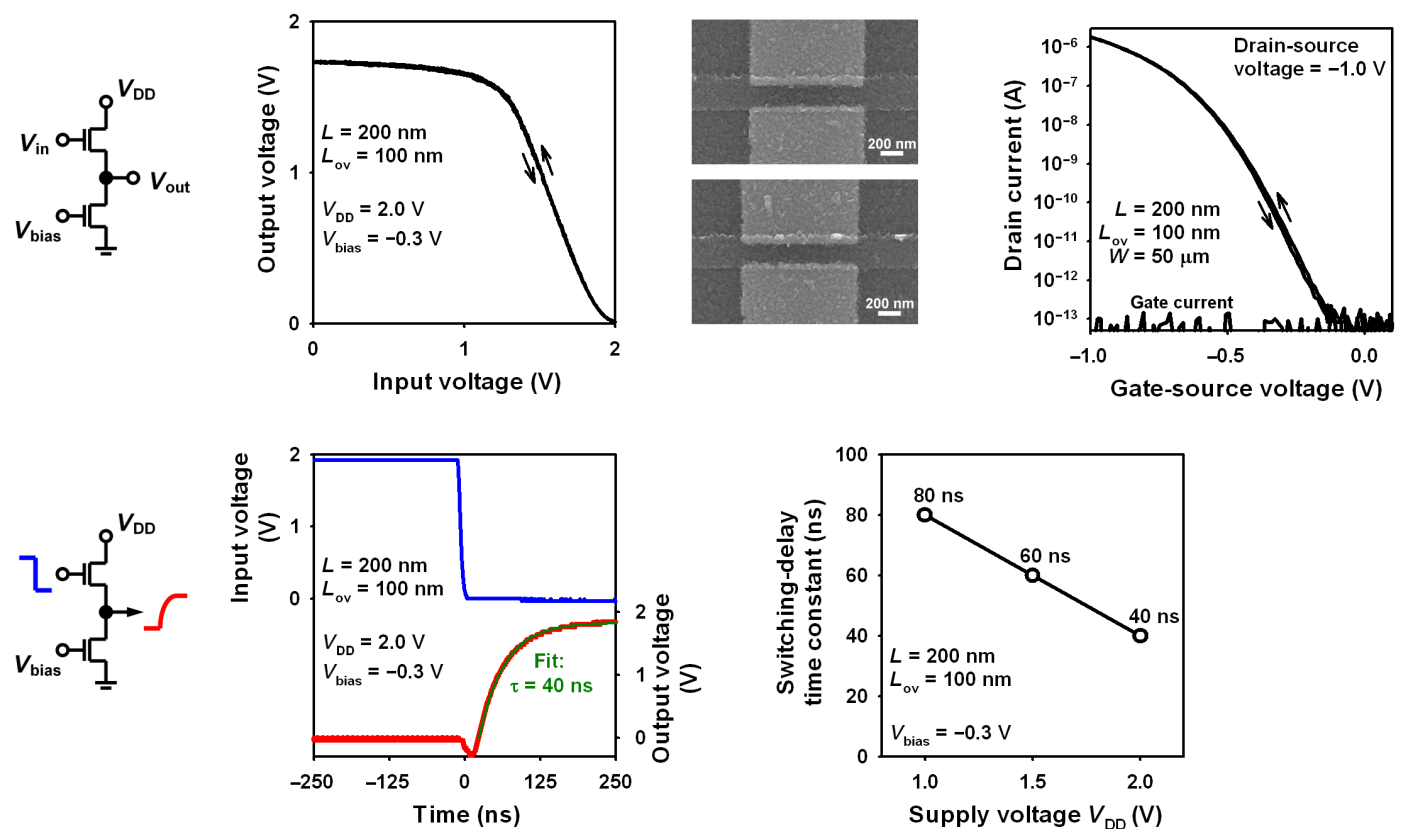 V_DD
V_in
V_out
V_bias
2
1
0
Output voltage (V)
L = 200 nm
L_ov = 100 nm
V_DD = 2.0 V
V_bias = −0.3 V
0
1
2
Input voltage (V)
200 nm
200 nm
Drain current (A)
10⁻⁶
10⁻⁷
10⁻⁸
10⁻⁹
10⁻¹⁰
10⁻¹¹
10⁻¹²
10⁻¹³
Drain-source
voltage = −1.0 V
L = 200 nm
L_ov = 100 nm
W = 50 μm
Gate current
−1.0
−0.5
0.0
Gate-source voltage (V)
V_DD
V_bias
Input voltage
(V)
2
1
0
L = 200 nm
L_ov = 100 nm
V_DD = 2.0 V
V_bias = −0.3 V
Fit:
τ = 40 ns
2
1
0
Output voltage
(V)
−250
−125
0
125
250
Time (ns)
Switching-delay
time constant (ns)
100
80
60
40
20
0
80 ns
60 ns
40 ns
L = 200 nm
L_ov = 100 nm
V_bias = −0.3 V
1.0
1.5
2.0
Supply voltage V_DD (V)